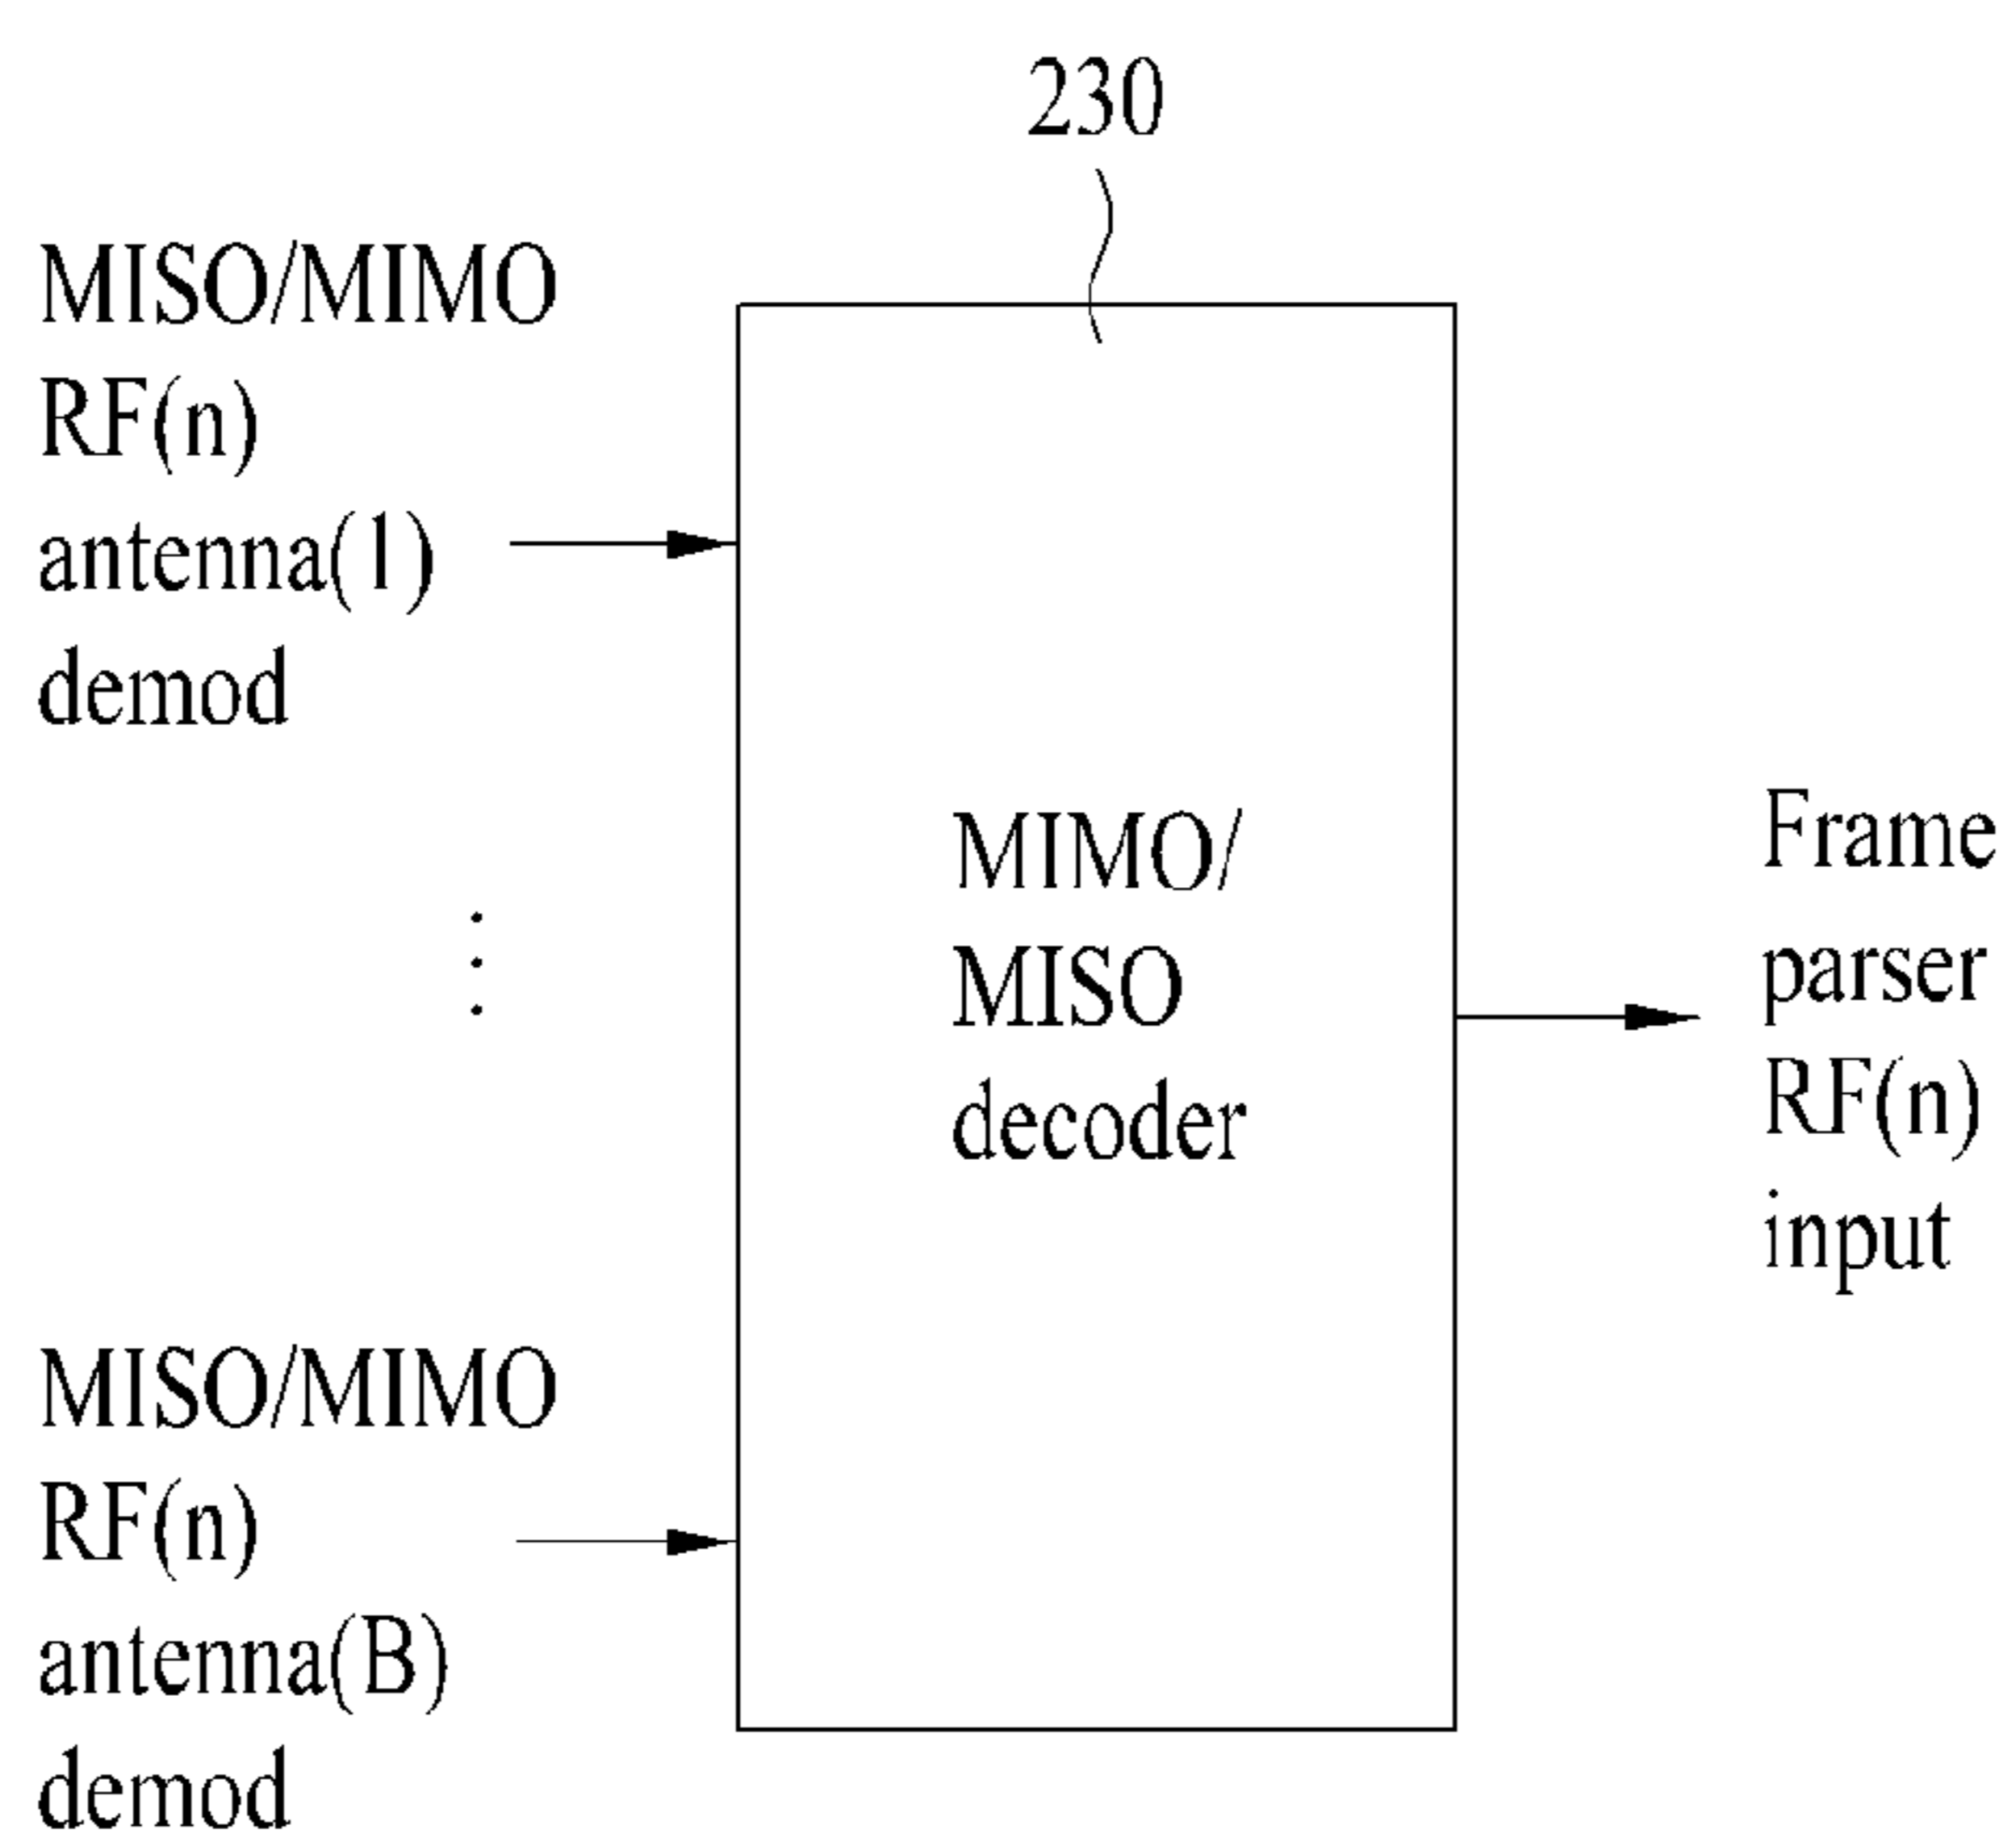 230
MISO/MIMO
RF(n)
antenna(1)
demod
MIMO/
MISO
decoder
Frame
parser
RF(n)
input
MISO/MIMO
RF(n)
antenna(B)
demod